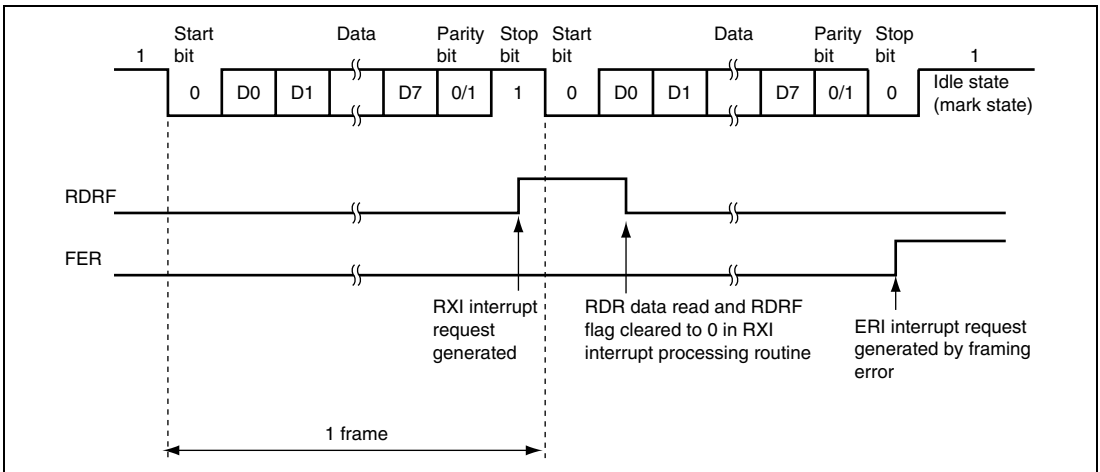 Start Data Parity Stop Start Data Parity Stop
1 bit bit bit bit bit bit 1
0 D0 D1 D7 0/1 1 0 D0 D1 D7 0/1 0 Idle state
(mark state)
RDRF
FER
RXI interrupt
request
generated
RDR data read and RDRF
flag cleared to 0 in RXI
interrupt processing routine
ERI interrupt request
generated by framing
error
1 frame